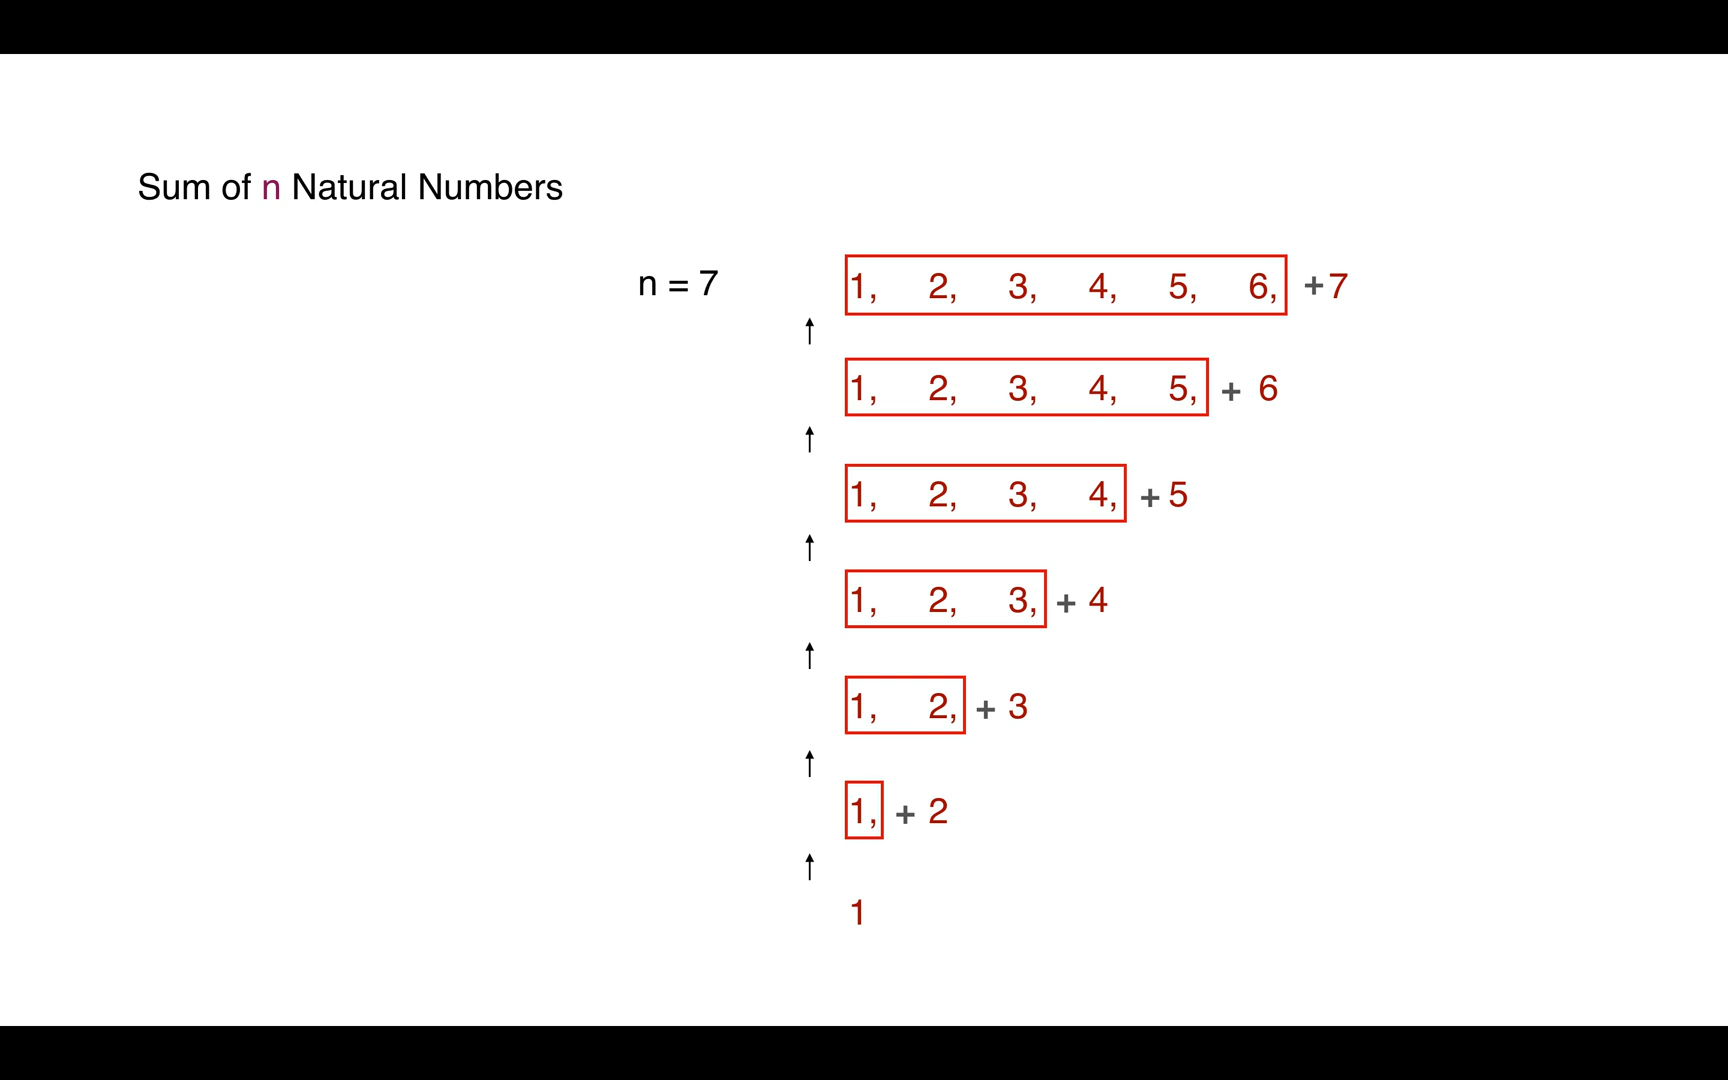 Sum of n Natural Numbers
n = 7 1, 2, 3, 4, 5, 6, +7
1, 2, 3, 4, 5, + 6
1, 2, 3, 4, + 5
1, 2, 3, + 4
1, 2, + 3
1, + 2
1